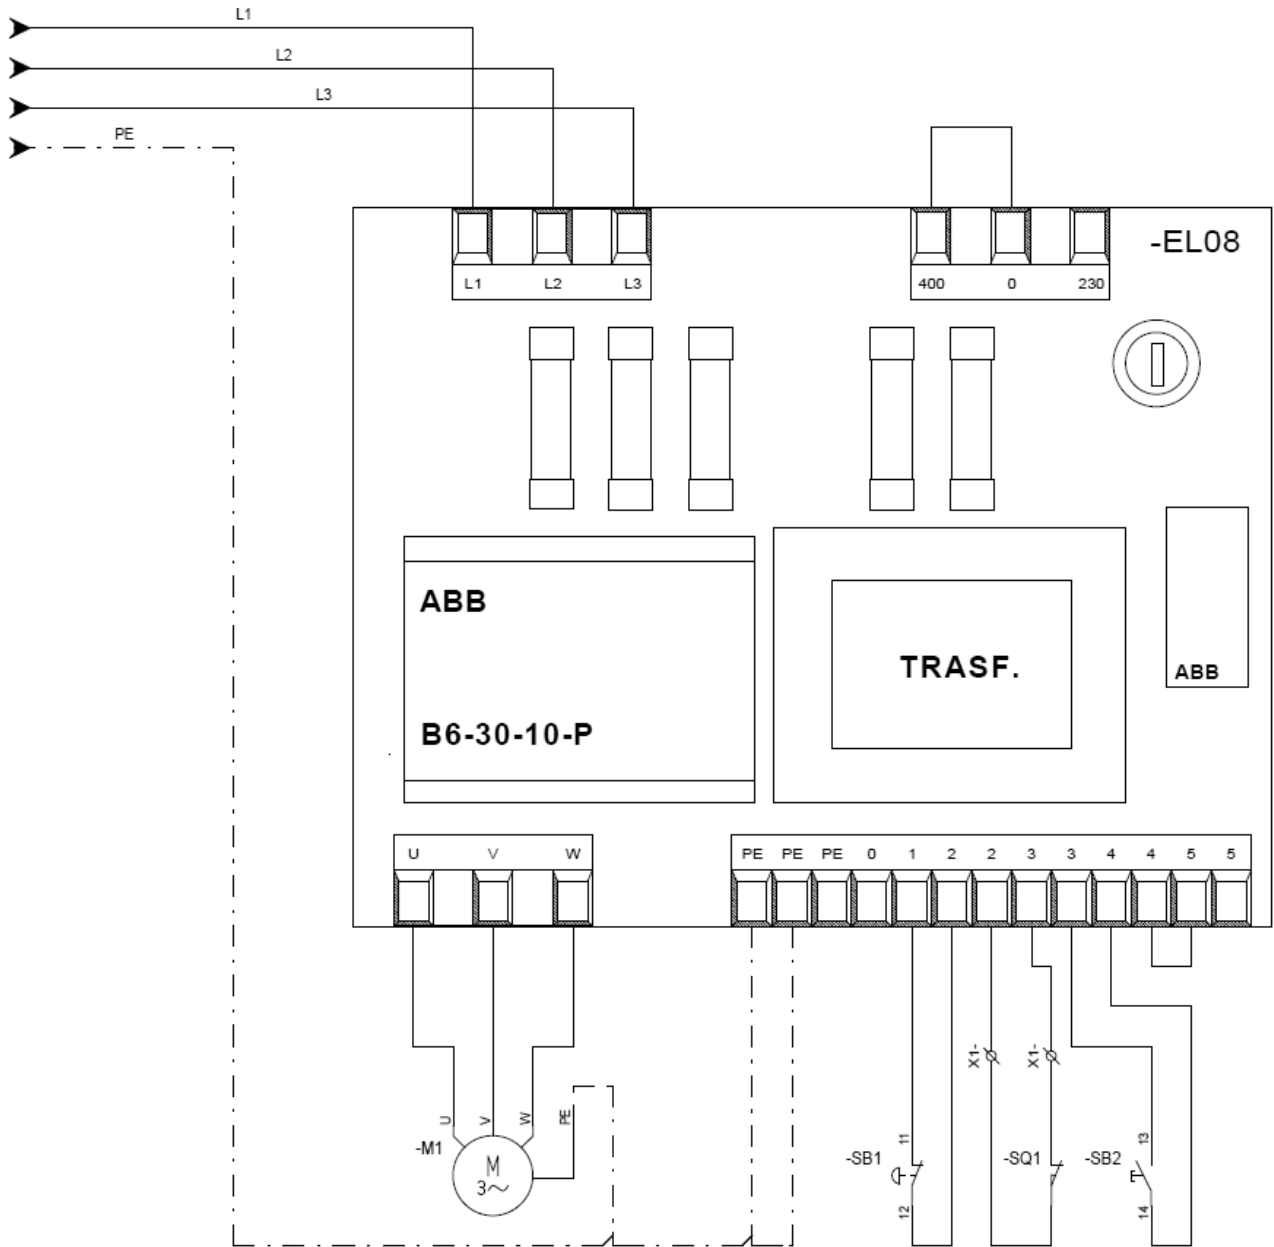 L1
L2
L3
PE
-EL08
L1 L2 L3
400 0 230
ABB
B6-30-10-P
TRASF.
ABB
U V W
PE PE PE 0 1 2 2 3 3 4 4 5 5
X1- X1-
U V W PE
-M1
M
3~
11
-SB1
12
-SQ1
13
-SB2
14